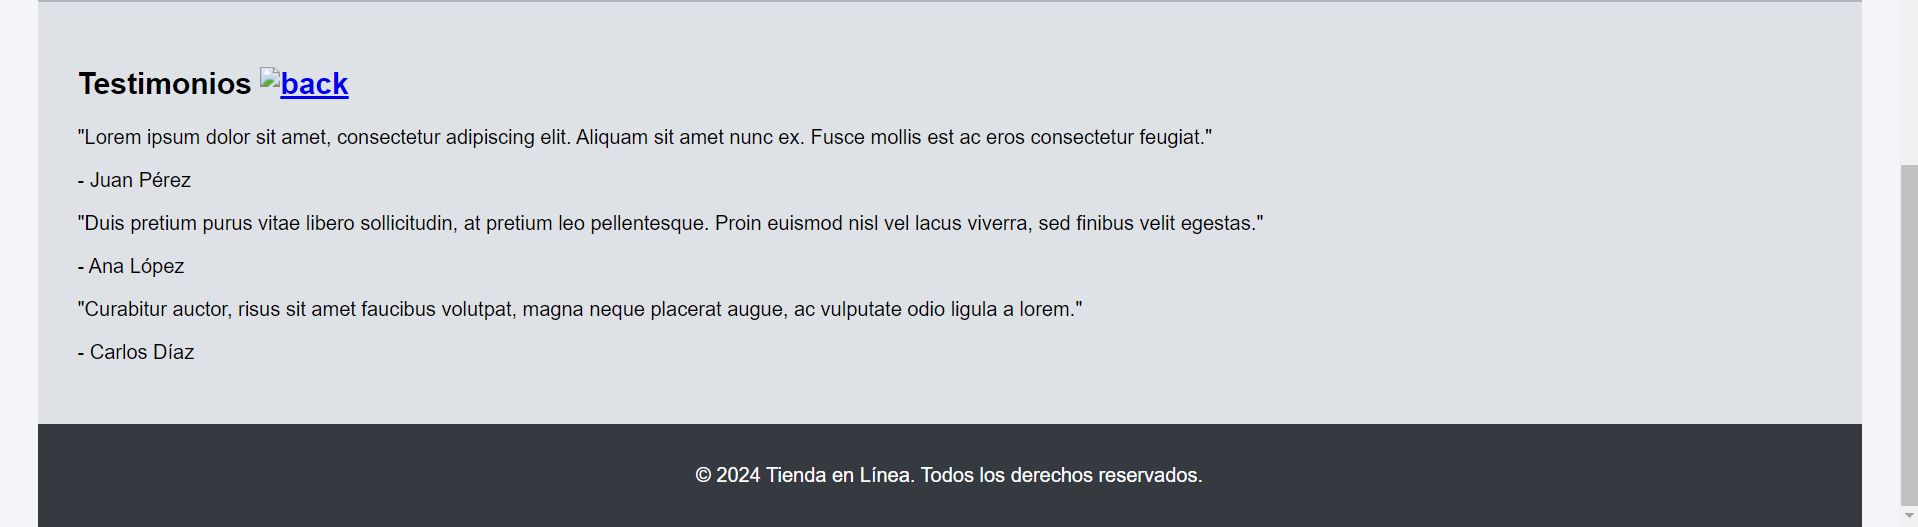 Testimonios back
"Lorem ipsum dolor sit amet, consectetur adipiscing elit. Aliquam sit amet nunc ex. Fusce mollis est ac eros consectetur feugiat."
- Juan Pérez
"Duis pretium purus vitae libero sollicitudin, at pretium leo pellentesque. Proin euismod nisl vel lacus viverra, sed finibus velit egestas."
- Ana López
"Curabitur auctor, risus sit amet faucibus volutpat, magna neque placerat augue, ac vulputate odio ligula a lorem."
- Carlos Díaz
© 2024 Tienda en Línea. Todos los derechos reservados.